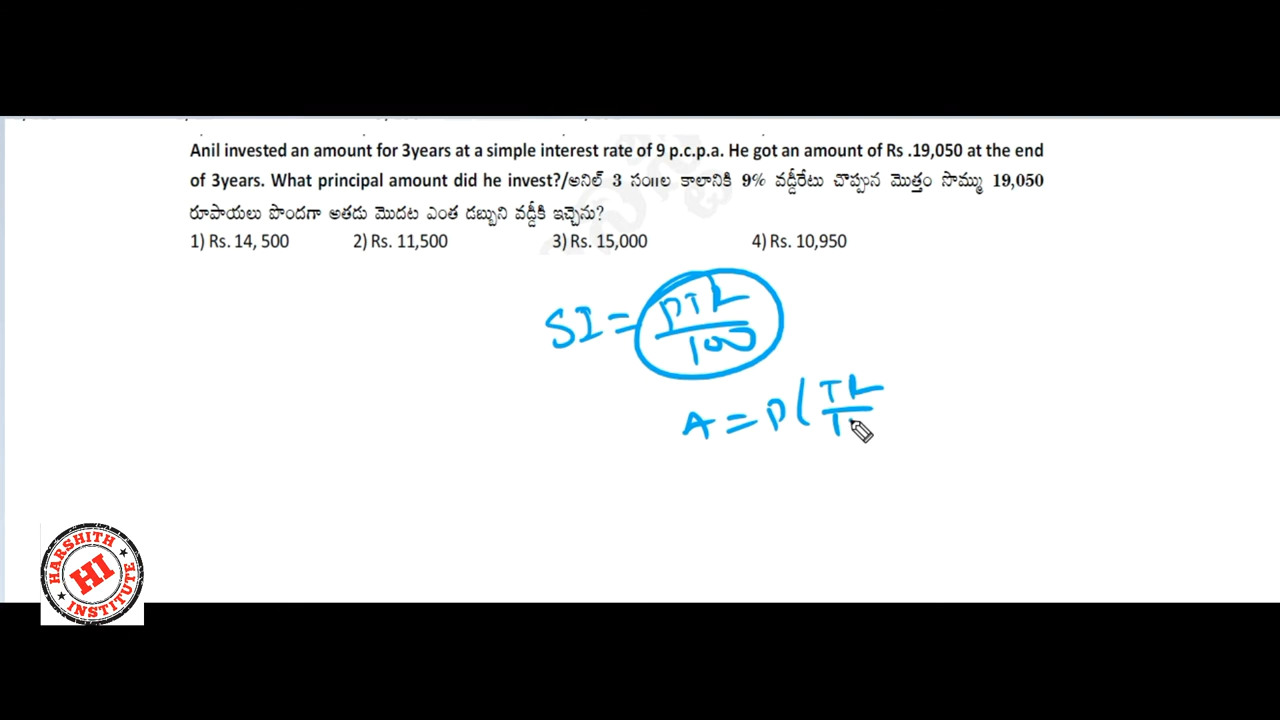 Anil invested an amount for 3years at a simple interest rate of 9 p.c.p.a. He got an amount of Rs .19,050 at the end
of 3years. What principal amount did he invest?/అనిల్ 3 సంIIల కాలానికి 9% వడ్డీరేటు చొప్పున మొత్తం సొమ్ము 19,050
రూపాయలు పొందగా అతడు మొదట ఎంత డబ్బుని వడ్డీకి ఇచ్చెను?
1) Rs. 14, 500 2) Rs. 11,500 3) Rs. 15,000 4) Rs. 10,950
SI = PTR
100
A = P ( TR
HARSHITH
HI
INSTITUTE